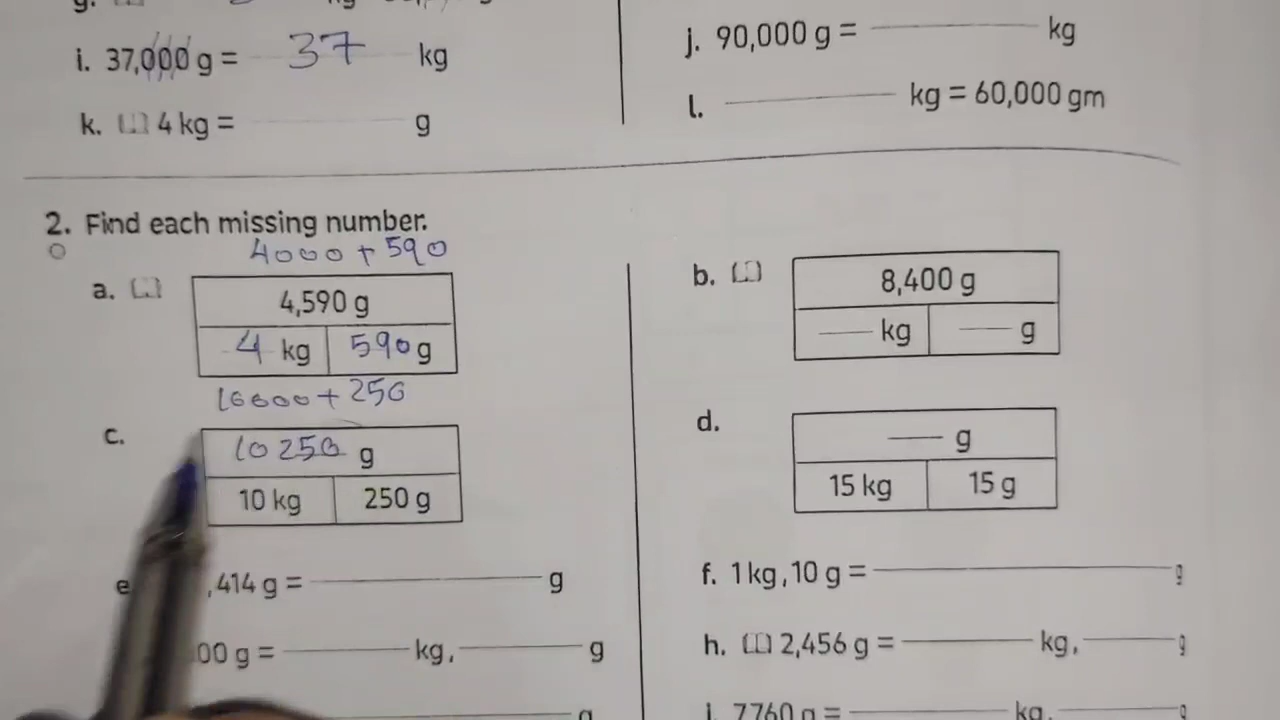 i. 37,000 g = 37 kg
j. 90,000 g = kg
k. 4 kg = g
l. kg = 60,000 gm
2. Find each missing number.
4000 + 590
a.
4,590 g
4 kg 590 g
b.
8,400 g
kg g
10000 + 250
c.
10 250 g
10 kg 250 g
d.
g
15 kg 15 g
e ,414 g = g
f. 1 kg, 10 g = g
00 g = kg, g
h. 2,456 g = kg, g
g
7760 g = kg, g